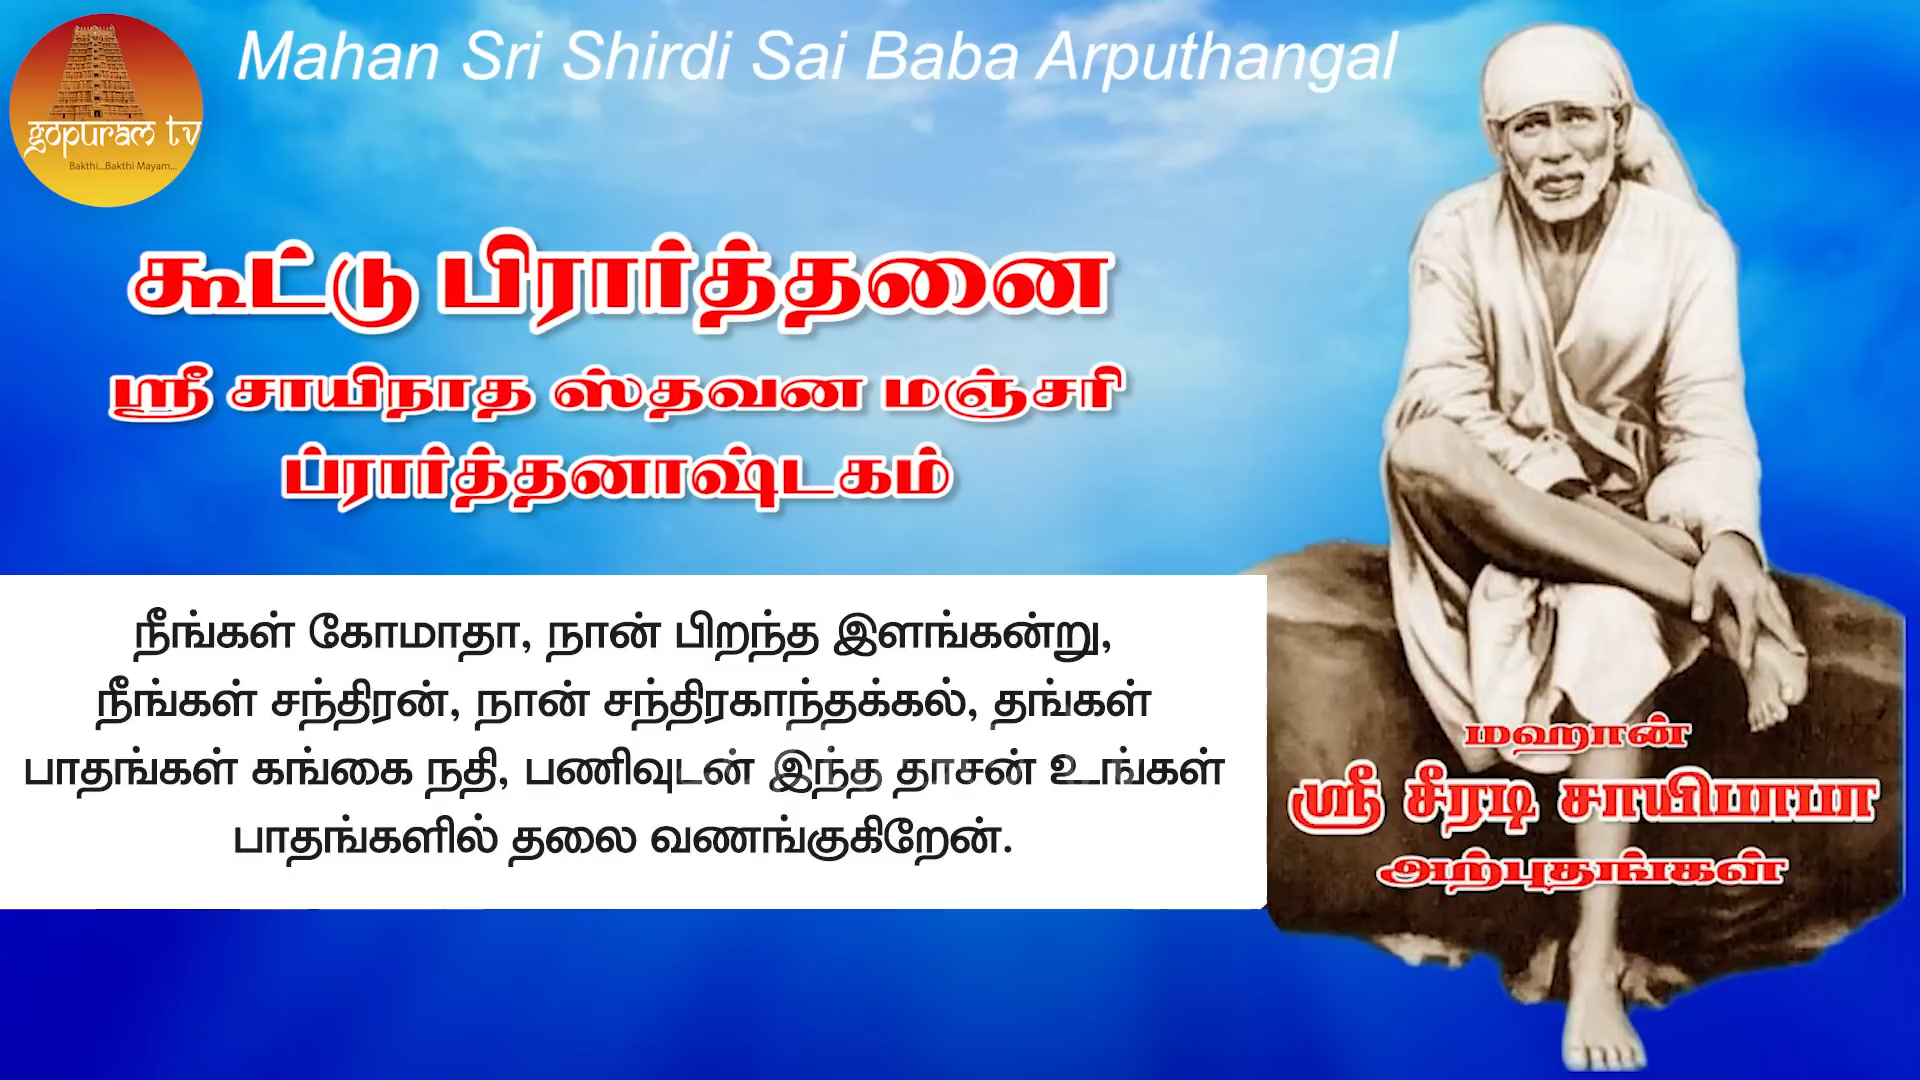 Mahan Sri Shirdi Sai Baba Arputhangal
gopuram tv
Bakthi...Bakthi Mayam...
கூட்டு பிரார்த்தனை
ஸ்ரீ சாயிநாத ஸ்தவன மஞ்சரி
ப்ரார்த்தனாஷ்டகம்
நீங்கள் கோமாதா, நான் பிறந்த இளங்கன்று,
நீங்கள் சந்திரன், நான் சந்திரகாந்தக்கல், தங்கள்
பாதங்கள் கங்கை நதி, பணிவுடன் இந்த தாசன் உங்கள்
பாதங்களில் தலை வணங்குகிறேன்.
மஹான்
ஸ்ரீ சீரடி சாயிபாபா
அற்புதங்கள்